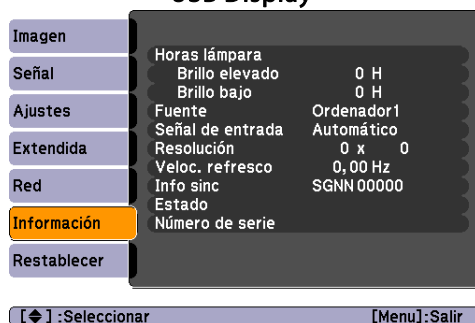 USB Display
Imagen
Señal
Ajustes
Extendida
Red
Información
Restablecer
Horas lámpara
Brillo elevado 0 H
Brillo bajo 0 H
Fuente Ordenador1
Señal de entrada Automático
Resolución 0 x 0
Veloc. refresco 0,00 Hz
Info sinc SGNN 00000
Estado
Número de serie
[◆] :Seleccionar [Menu]:Salir